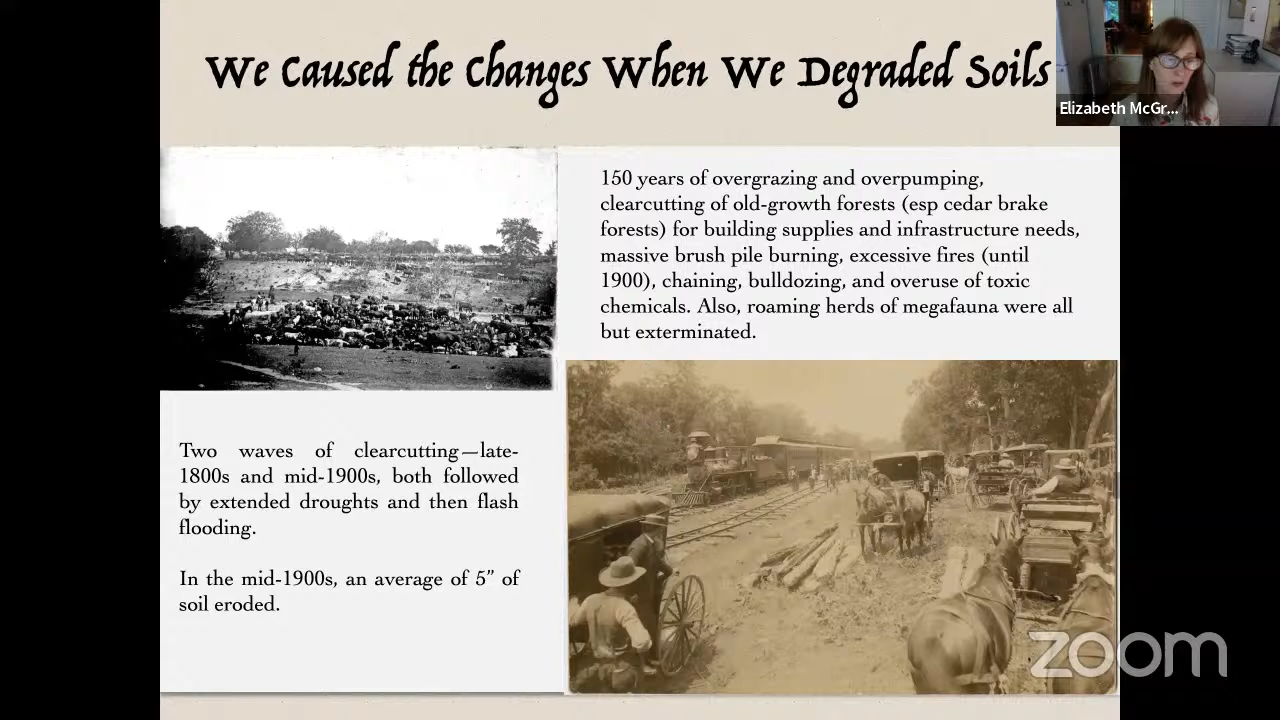 We Caused the Changes When We Degraded Soils
Elizabeth McGr...
150 years of overgrazing and overpumping,
clearcutting of old-growth forests (esp cedar brake
forests) for building supplies and infrastructure needs,
massive brush pile burning, excessive fires (until
1900), chaining, bulldozing, and overuse of toxic
chemicals. Also, roaming herds of megafauna were all
but exterminated.
Two waves of clearcutting—late-
1800s and mid-1900s, both followed
by extended droughts and then flash
flooding.
In the mid-1900s, an average of 5” of
soil eroded.
zoom